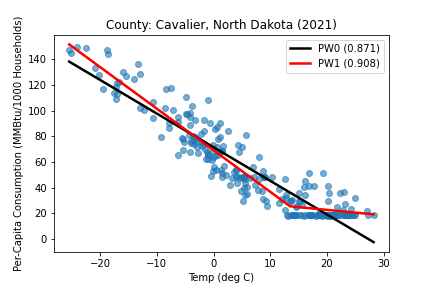 County: Cavalier, North Dakota (2021)
PW0 (0.871)
PW1 (0.908)
Per-Capita Consumption (MMBtu/1000 Households)
140
120
100
80
60
40
20
0
−20
−10
0
10
20
30
Temp (deg C)